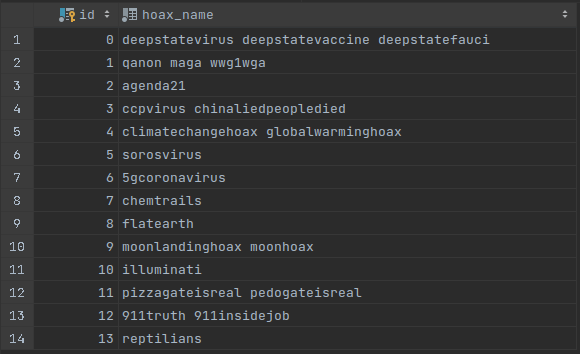 id hoax_name
1 0 deepstatevirus deepstatevaccine deepstatefauci
2 1 qanon maga wwg1wga
3 2 agenda21
4 3 ccpvirus chinaliedpeopledied
5 4 climatechangehoax globalwarminghoax
6 5 sorosvirus
7 6 5gcoronavirus
8 7 chemtrails
9 8 flatearth
10 9 moonlandinghoax moonhoax
11 10 illuminati
12 11 pizzagateisreal pedogateisreal
13 12 911truth 911insidejob
14 13 reptilians